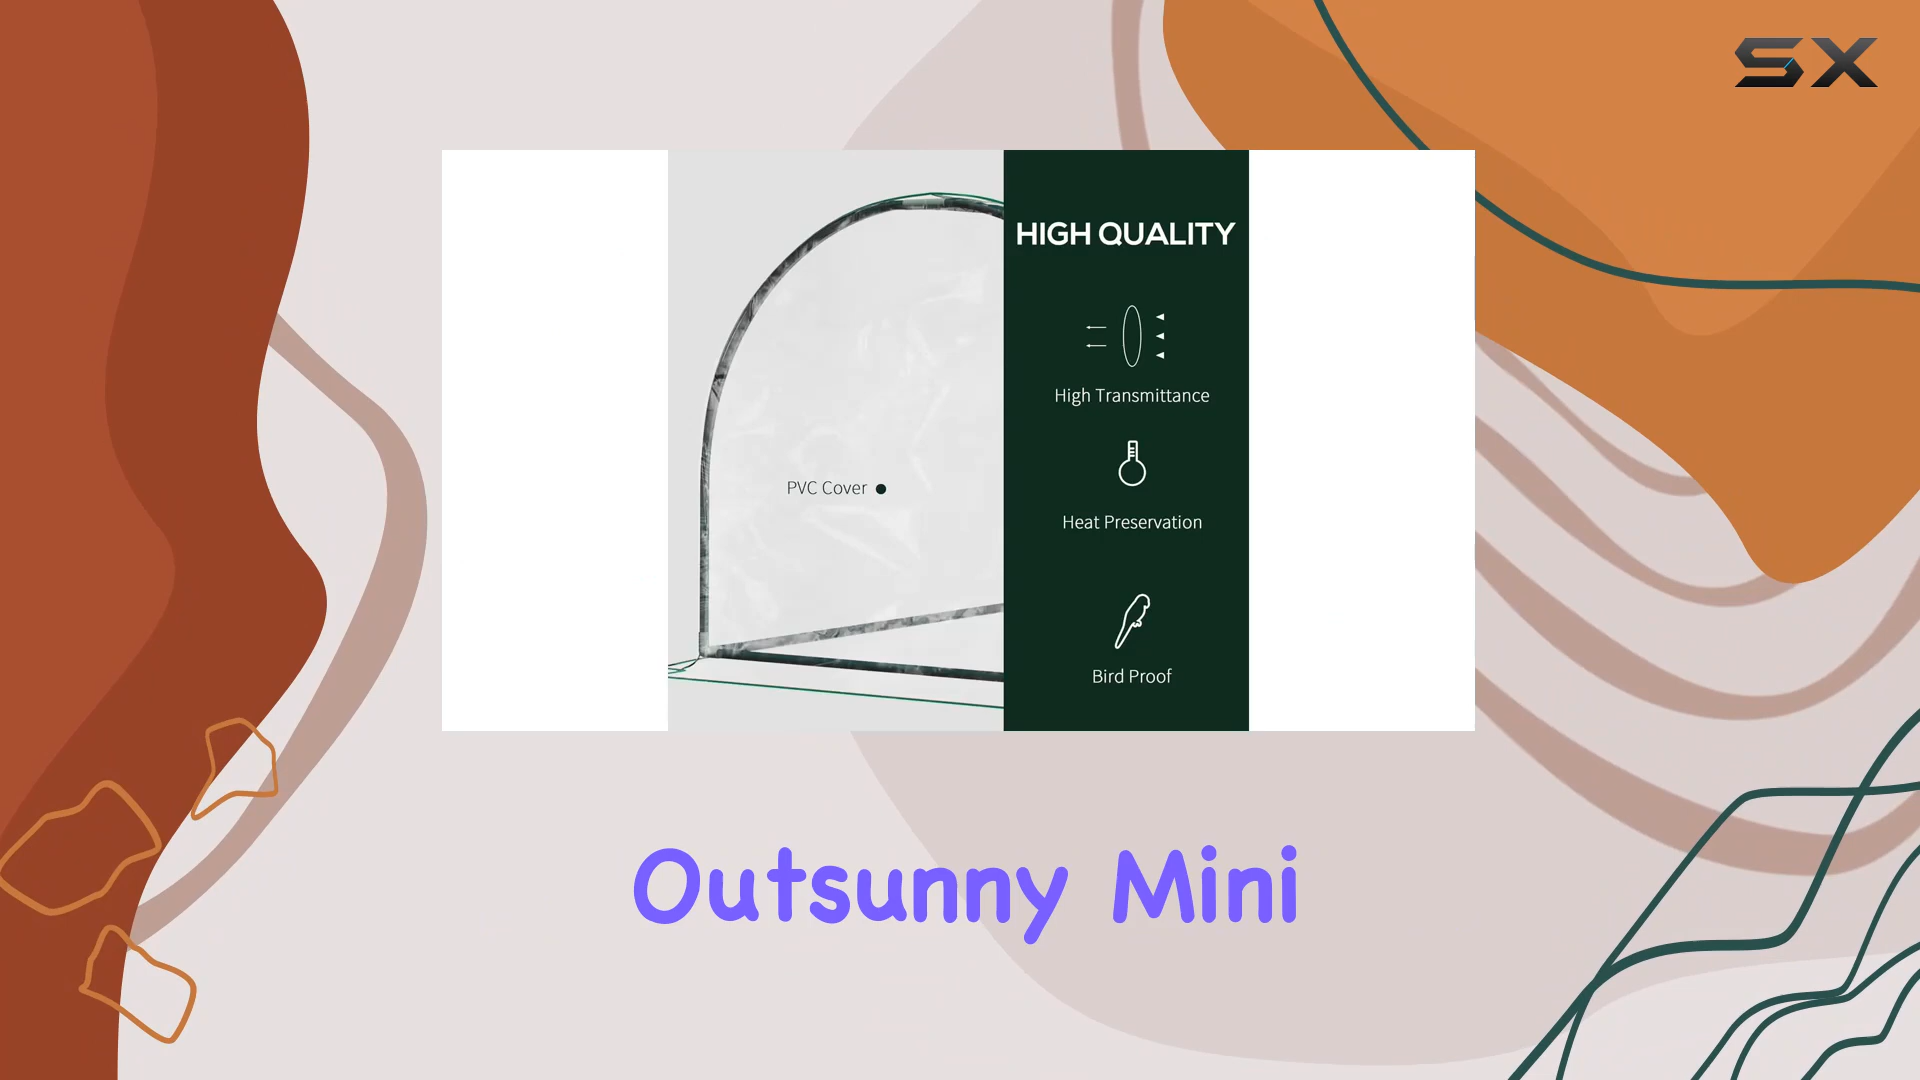 SX
HIGH QUALITY
High Transmittance
PVC Cover
Heat Preservation
Bird Proof
Outsunny Mini